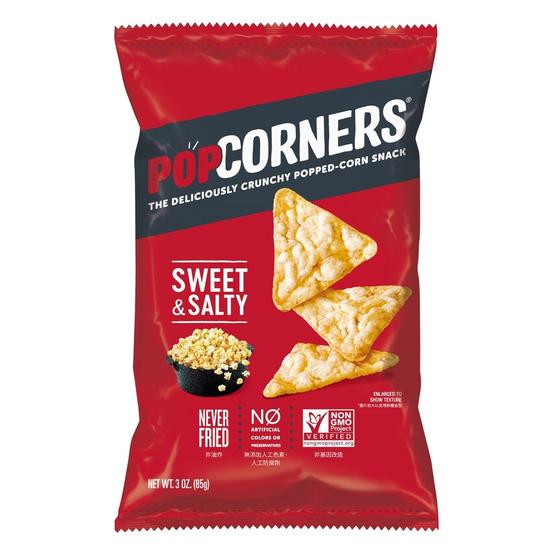 POPCORNERS®
THE DELICIOUSLY CRUNCHY POPPED-CORN SNACK
SWEET
& SALTY
ENLARGED TO
SHOW TEXTURE
NEVER
FRIED
非油炸
NO
ARTIFICIAL
COLORS OR
PRESERVATIVES
無添加人工色素、
人工防腐劑
NON
GMO
Project
VERIFIED
nongmoproject.org
非基因改造
NET WT. 3 OZ. (85g)